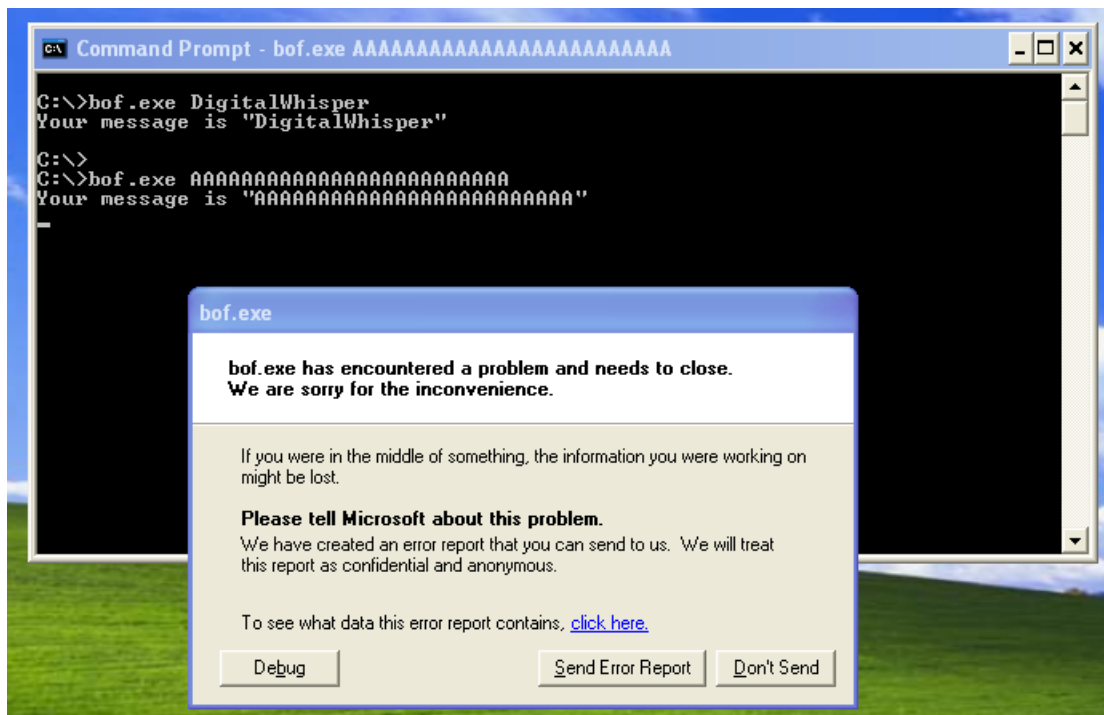 Command Prompt - bof.exe AAAAAAAAAAAAAAAAAAAAAAAAA
C:\>bof.exe DigitalWhisper
Your message is "DigitalWhisper"
C:\>
C:\>bof.exe AAAAAAAAAAAAAAAAAAAAAAAAA
Your message is "AAAAAAAAAAAAAAAAAAAAAAAAA"
bof.exe
bof.exe has encountered a problem and needs to close.
We are sorry for the inconvenience.
If you were in the middle of something, the information you were working on
might be lost.
Please tell Microsoft about this problem.
We have created an error report that you can send to us. We will treat
this report as confidential and anonymous.
To see what data this error report contains, click here.
Debug
Send Error Report
Don't Send